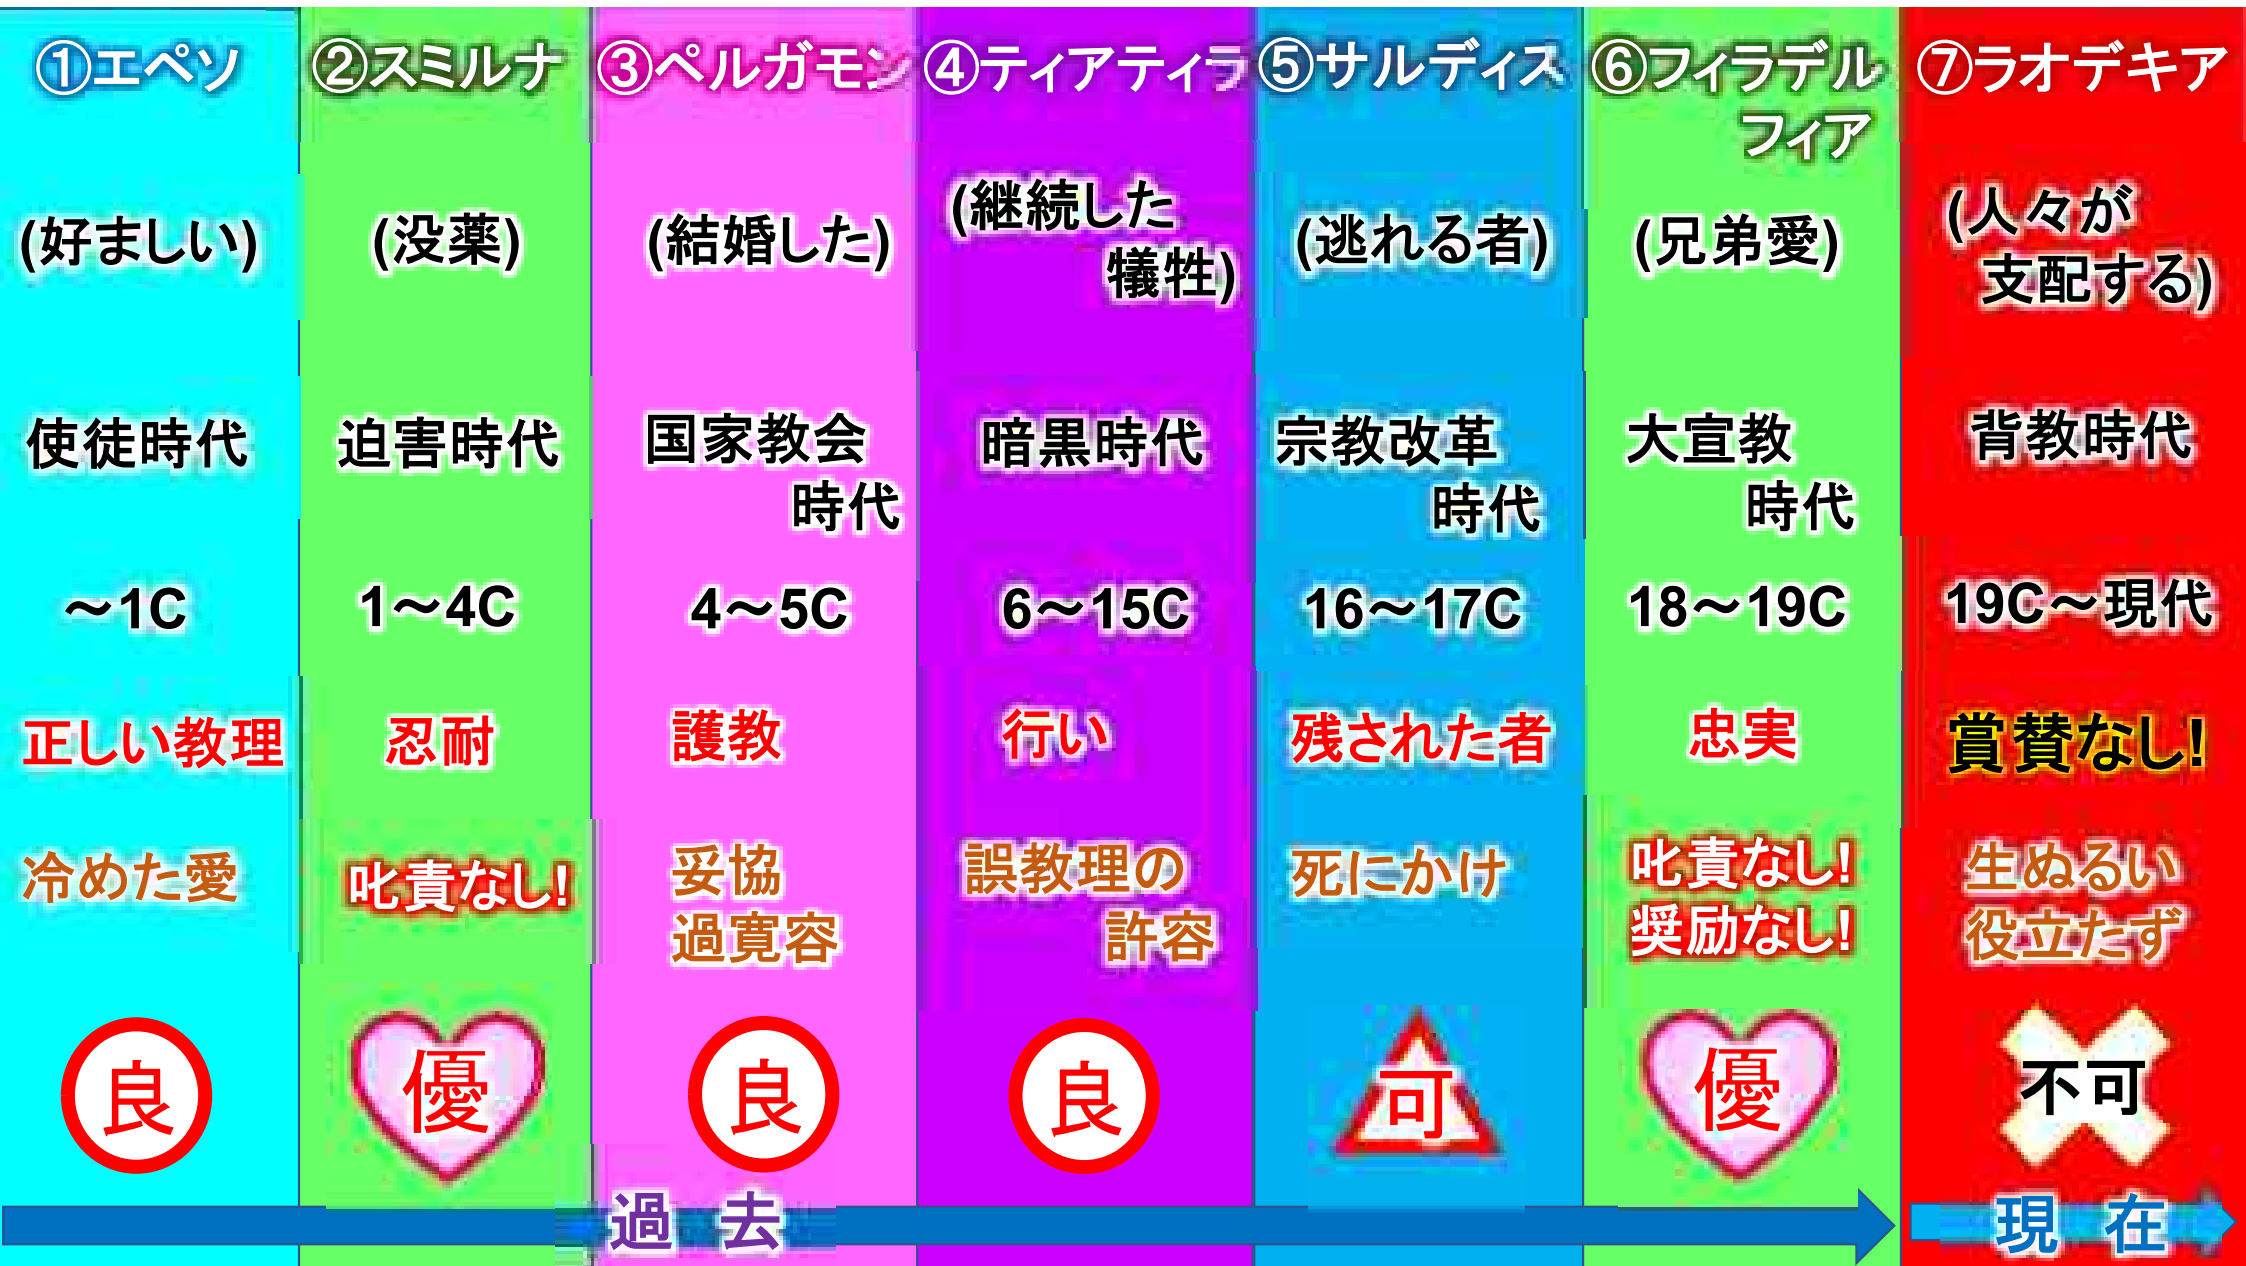 ①エペソ
(好ましい)
使徒時代
～1C
正しい教理
冷めた愛
良
②スミルナ
(没薬)
迫害時代
1～4C
忍耐
叱責なし!
優
③ペルガモン
(結婚した)
国家教会
時代
4～5C
護教
妥協
過寛容
良
④ティアティラ
(継続した
犠牲)
暗黒時代
6～15C
行い
誤教理の
許容
良
⑤サルディス
(逃れる者)
宗教改革
時代
16～17C
残された者
死にかけ
可
⑥フィラデル
フィア
(兄弟愛)
大宣教
時代
18～19C
忠実
叱責なし!
奨励なし!
優
⑦ラオデキア
(人々が
支配する)
背教時代
19C～現代
賞賛なし!
生ぬるい
役立たず
不可
過 去
現 在